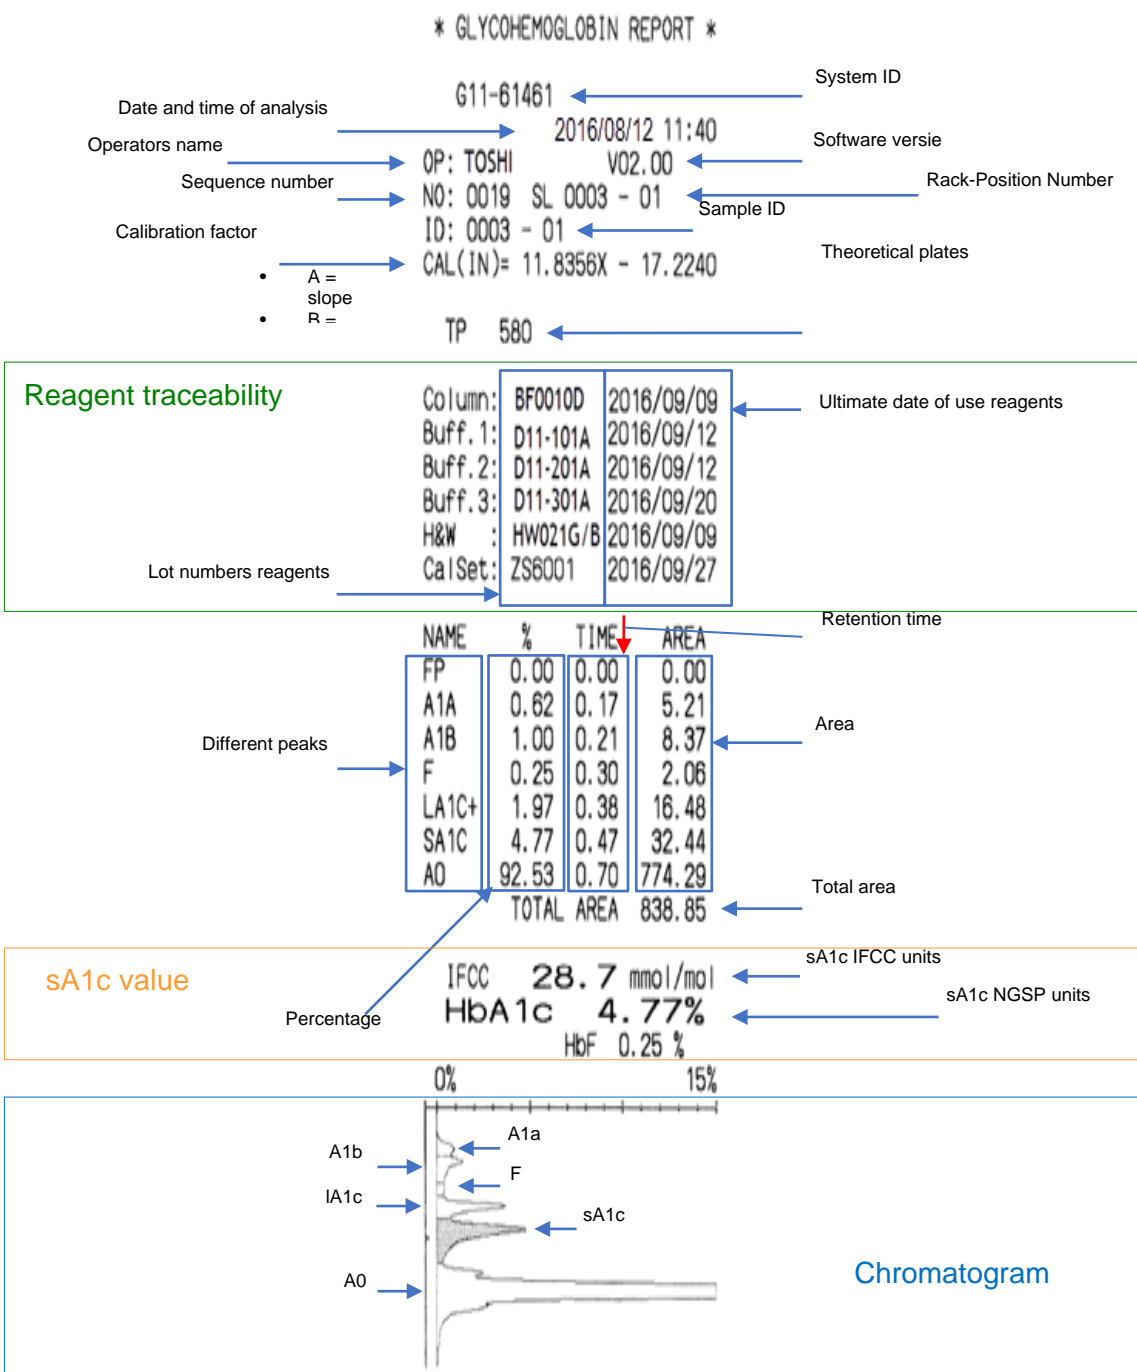 * GLYCOHEMOGLOBIN REPORT *
System ID
G11-61461
Date and time of analysis
2016/08/12 11:40
Operators name
Software versie
OP: TOSHI V02.00
Sequence number
Rack-Position Number
NO: 0019 SL 0003 - 01
Sample ID
ID: 0003 - 01
Calibration factor
Theoretical plates
CAL(IN)= 11.8356X - 17.2240
• A =
slope
• B =
TP 580
Reagent traceability
Column: BF0010D 2016/09/09
Ultimate date of use reagents
Buff.1: D11-101A 2016/09/12
Buff.2: D11-201A 2016/09/12
Buff.3: D11-301A 2016/09/20
H&W : HW021G/B 2016/09/09
Lot numbers reagents
CalSet: ZS6001 2016/09/27
Retention time
NAME % TIME AREA
FP 0.00 0.00 0.00
A1A 0.62 0.17 5.21
Area
Different peaks
A1B 1.00 0.21 8.37
F 0.25 0.30 2.06
LA1C+ 1.97 0.38 16.48
SA1C 4.77 0.47 32.44
A0 92.53 0.70 774.29
Total area
TOTAL AREA 838.85
sA1c value
sA1c IFCC units
IFCC 28.7 mmol/mol
sA1c NGSP units
HbA1c 4.77%
Percentage
HbF 0.25 %
0% 15%
A1a
A1b
F
lA1c
sA1c
A0
Chromatogram